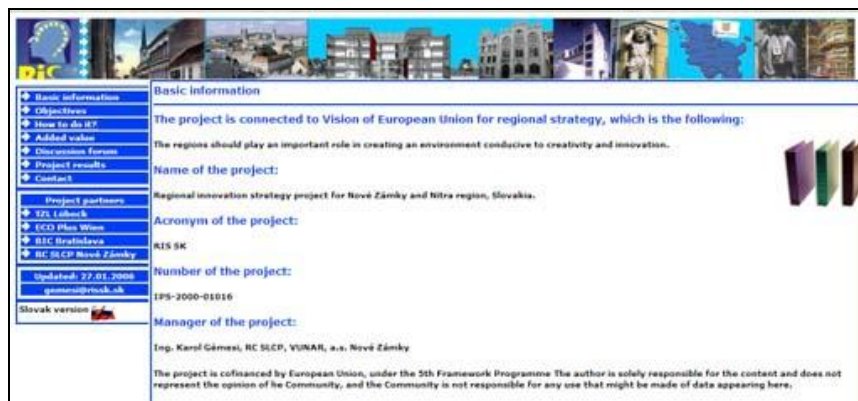 RIS
Basic information
Objectives
How to do it?
Added value
Discussion forum
Project results
Contact
Project partners
TZL Lübeck
ECO Plus Wien
BIC Bratislava
RC SLCP Nové Zámky
Updated: 27.01.2006
gemesi@rissk.sk
Slovak version
Basic information
The project is connected to Vision of European Union for regional strategy, which is the following:
The regions should play an important role in creating an environment conducive to creativity and innovation.
Name of the project:
Regional innovation strategy project for Nové Zámky and Nitra region, Slovakia.
Acronym of the project:
RIS SK
Number of the project:
IPS-2000-01016
Manager of the project:
Ing. Karol Gémesi, RC SLCP, VUNAR, a.s. Nové Zámky
The project is cofinanced by European Union, under the 5th Framework Programme The author is solely responsible for the content and does not
represent the opinion of he Community, and the Community is not responsible for any use that might be made of data appearing here.